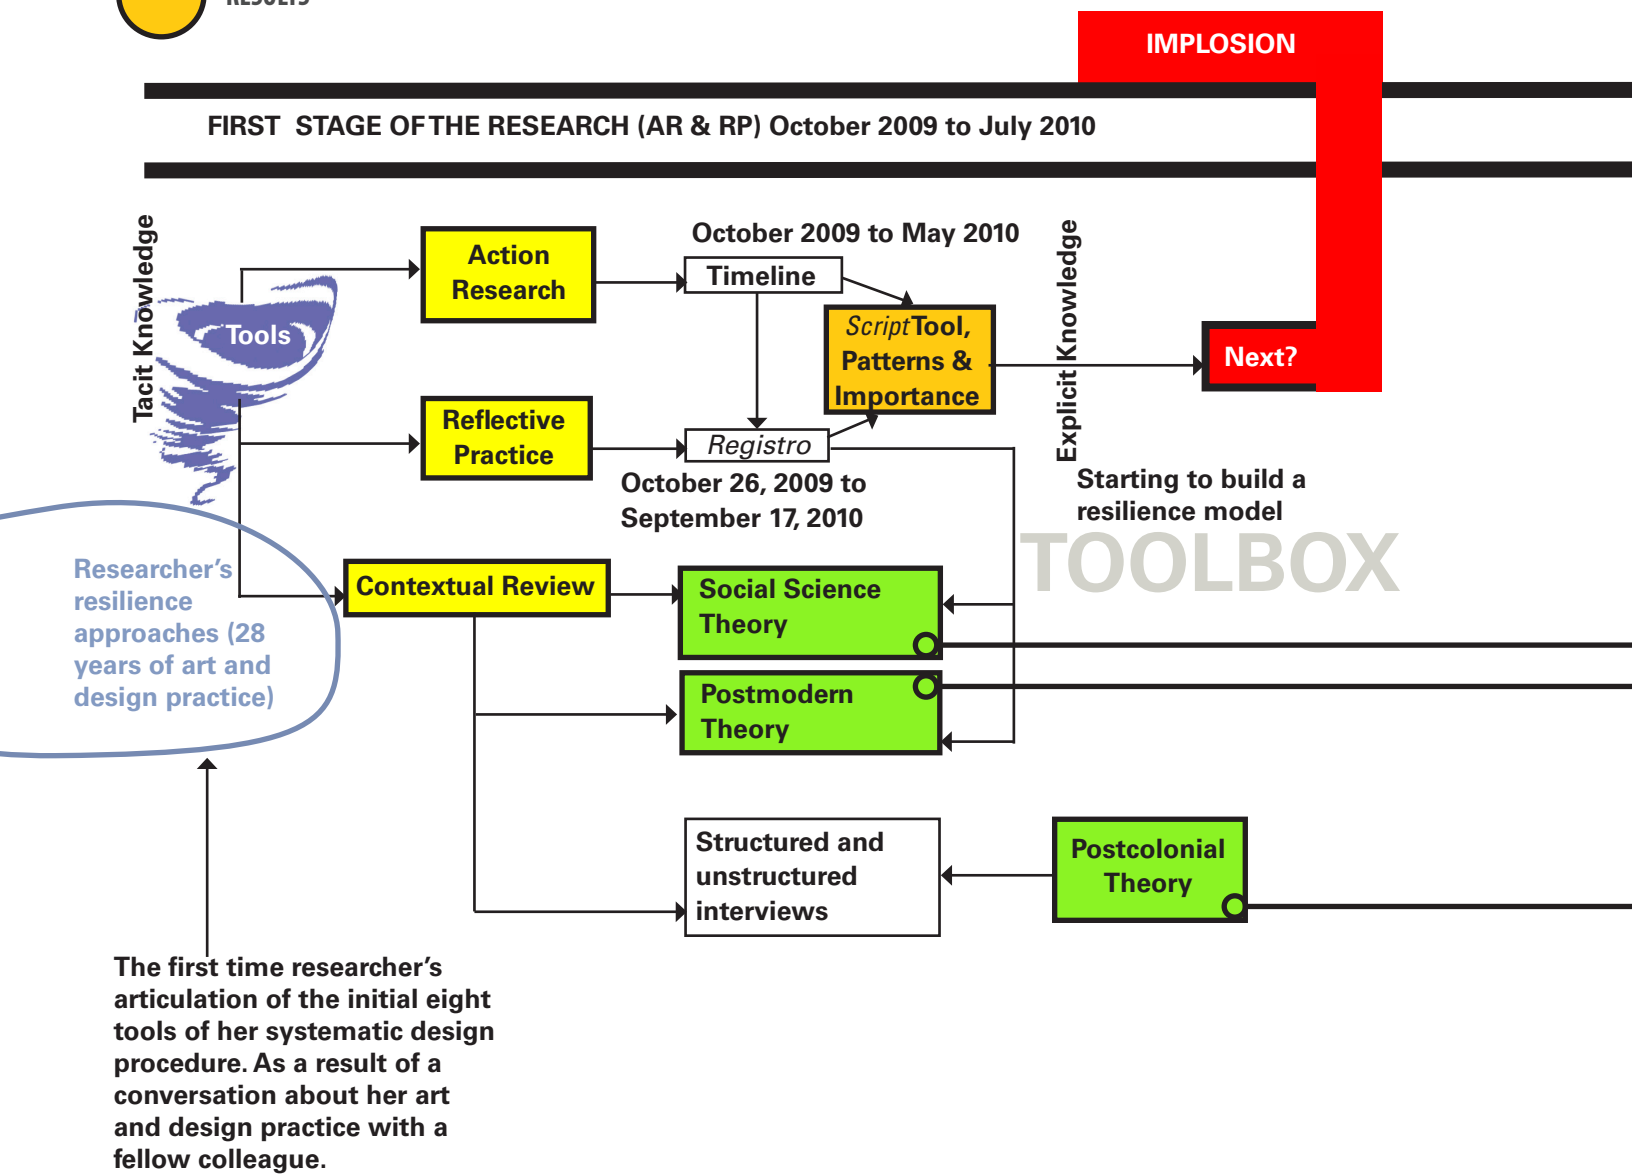 RESULTS
IMPLOSION
FIRST STAGE OF THE RESEARCH (AR & RP) October 2009 to July 2010
Tacit Knowledge
Tools
Action
Research
October 2009 to May 2010
Timeline
Script Tool,
Patterns &
Importance
Explicit Knowledge
Next?
Reflective
Practice
Registro
October 26, 2009 to
September 17, 2010
Starting to build a
resilience model
TOOLBOX
Researcher's
resilience
approaches (28
years of art and
design practice)
Contextual Review
Social Science
Theory
Postmodern
Theory
Structured and
unstructured
interviews
Postcolonial
Theory
The first time researcher's
articulation of the initial eight
tools of her systematic design
procedure. As a result of a
conversation about her art
and design practice with a
fellow colleague.